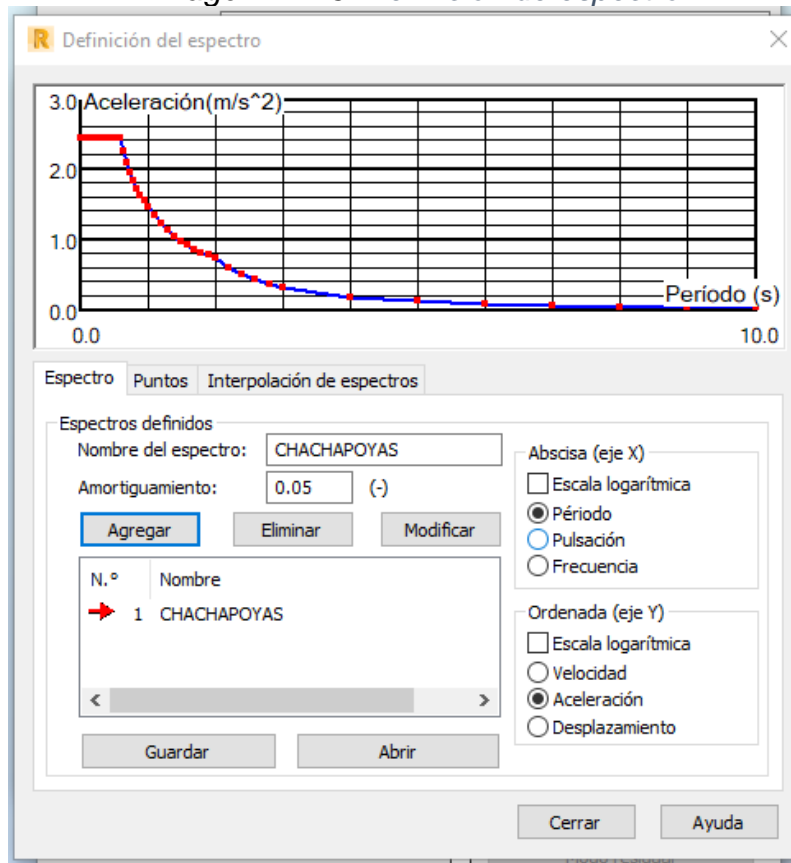 Definición del espectro
3.0 Aceleración(m/s^2)
2.0
1.0
0.0
Período (s)
0.0 10.0
Espectro Puntos Interpolación de espectros
Espectros definidos
Nombre del espectro: CHACHAPOYAS
Amortiguamiento: 0.05 (-)
Agregar Eliminar Modificar
N.º Nombre
1 CHACHAPOYAS
Guardar Abrir
Abscisa (eje X)
Escala logarítmica
Período
Pulsación
Frecuencia
Ordenada (eje Y)
Escala logarítmica
Velocidad
Aceleración
Desplazamiento
Cerrar Ayuda